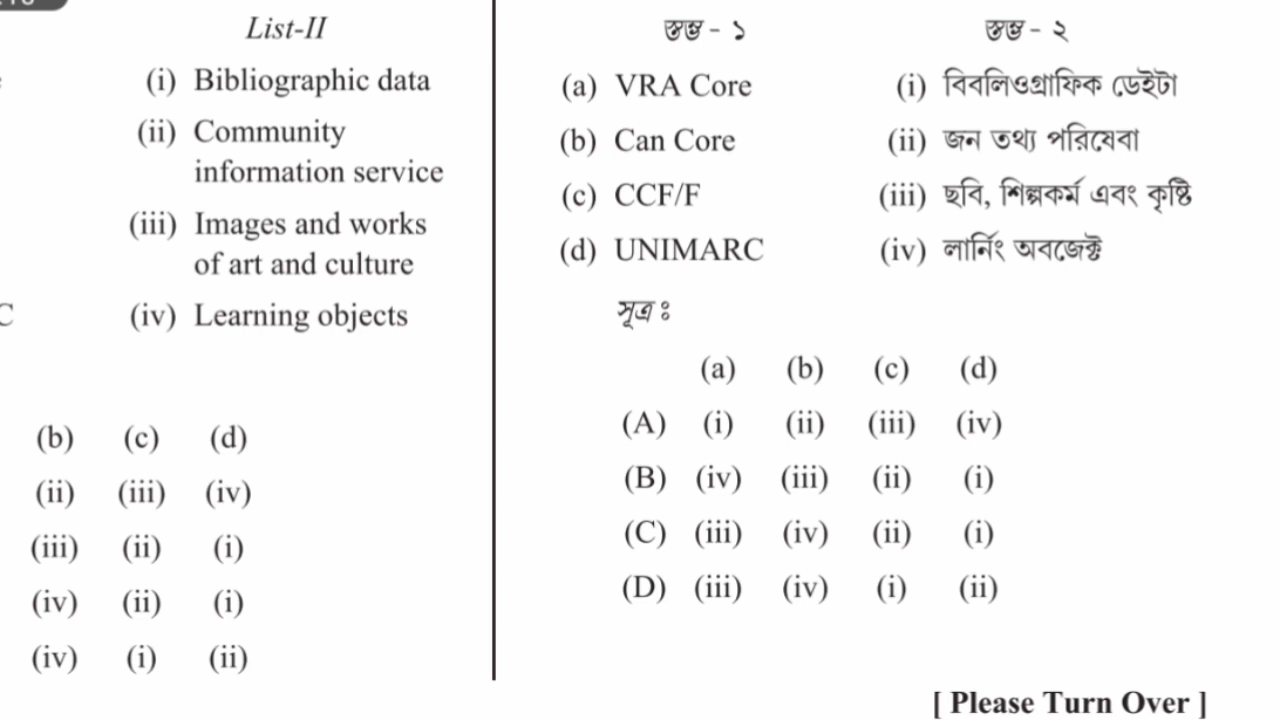 List-II
(i) Bibliographic data
(ii) Community
information service
(iii) Images and works
of art and culture
(iv) Learning objects
(b) (c) (d)
(ii) (iii) (iv)
(iii) (ii) (i)
(iv) (ii) (i)
(iv) (i) (ii)
স্তম্ভ - ১ স্তম্ভ - ২
(a) VRA Core (i) বিবলিওগ্রাফিক ডেইটা
(b) Can Core (ii) জন তথ্য পরিষেবা
(c) CCF/F (iii) ছবি, শিল্পকর্ম এবং কৃষ্টি
(d) UNIMARC (iv) লার্নিং অবজেক্ট
সূত্র ঃ
(a) (b) (c) (d)
(A) (i) (ii) (iii) (iv)
(B) (iv) (iii) (ii) (i)
(C) (iii) (iv) (ii) (i)
(D) (iii) (iv) (i) (ii)
[ Please Turn Over ]